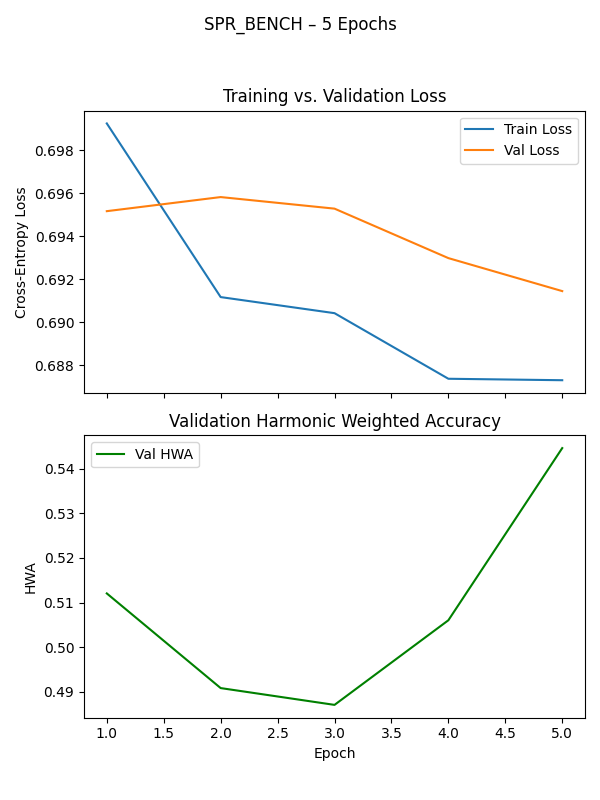 SPR_BENCH – 5 Epochs
Training vs. Validation Loss
Train Loss
Val Loss
0.698
0.696
0.694
0.692
0.690
0.688
Cross-Entropy Loss
Validation Harmonic Weighted Accuracy
Val HWA
0.54
0.53
0.52
0.51
0.50
0.49
HWA
1.0 1.5 2.0 2.5 3.0 3.5 4.0 4.5 5.0
Epoch